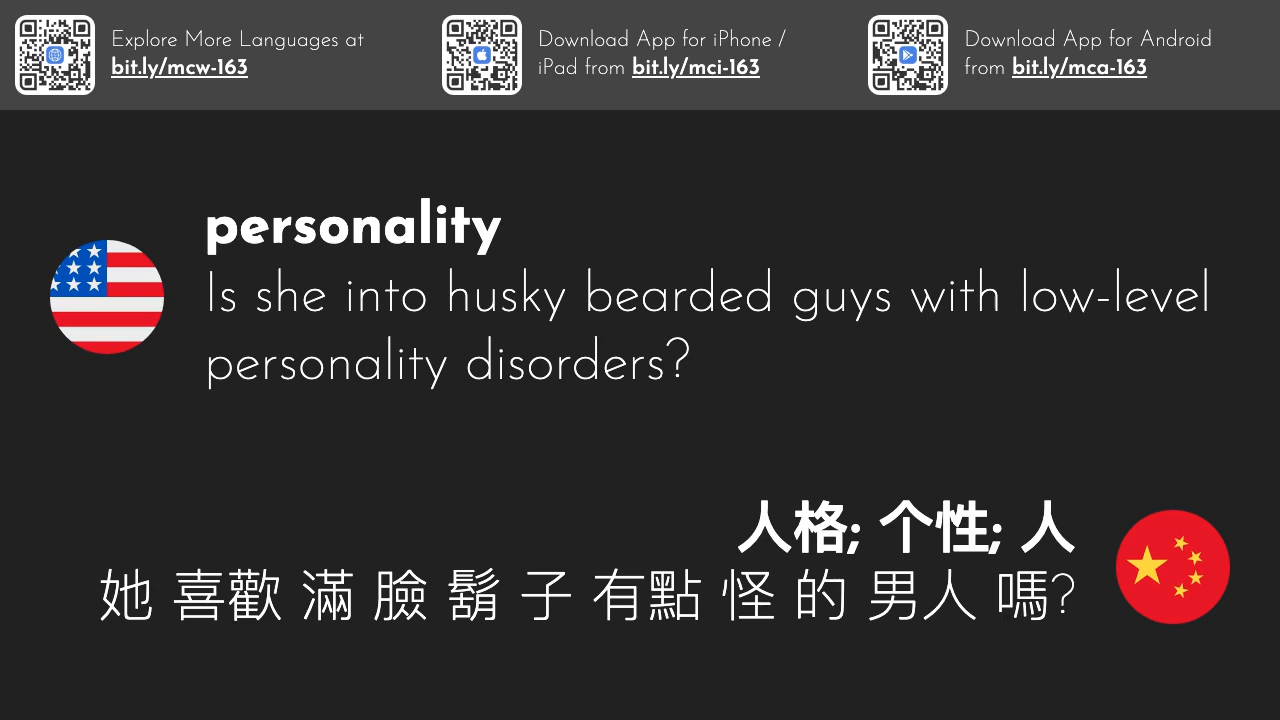 Explore More Languages at
bit.ly/mcw-163
Download App for iPhone /
iPad from bit.ly/mci-163
Download App for Android
from bit.ly/mca-163
personality
Is she into husky bearded guys with low-level
personality disorders?
人格; 个性; 人
她 喜歡 滿 臉 鬍 子 有點 怪 的 男人 嗎?